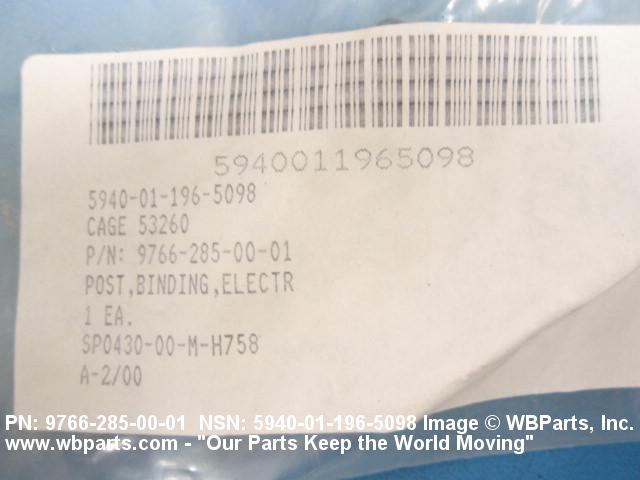 5940011965098
5940-01-196-5098
CAGE 53260
P/N: 9766-285-00-01
POST,BINDING,ELECTR
1 EA.
SP0430-00-M-H758
A-2/00
PN: 9766-285-00-01 NSN: 5940-01-196-5098 Image © WBParts, Inc.
www.wbparts.com - "Our Parts Keep the World Moving"